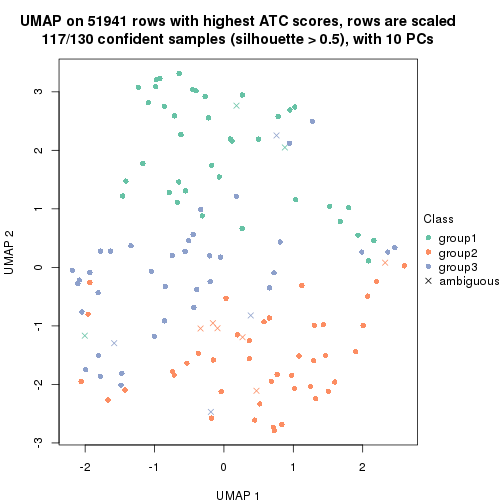 UMAP on 51941 rows with highest ATC scores, rows are scaled
117/130 confident samples (silhouette > 0.5), with 10 PCs
3
2
1
0
-1
-2
-3
UMAP 2
-2
-1
0
1
2
UMAP 1
Class
group1
group2
group3
ambiguous